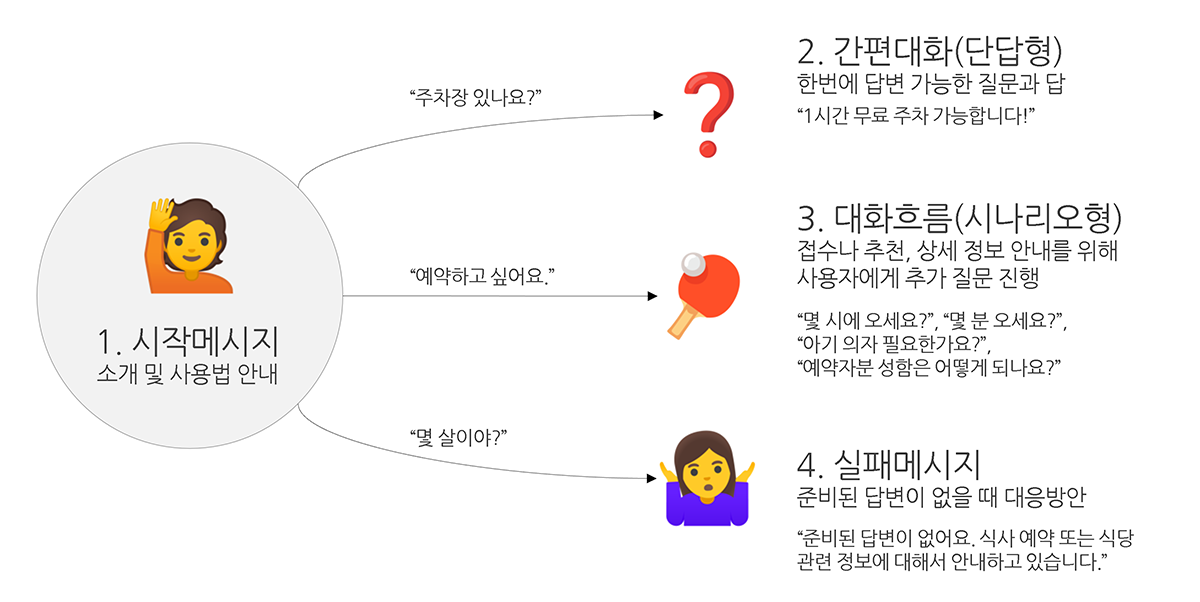 1. 시작메시지
소개 및 사용법 안내
“주차장 있나요?”
2. 간편대화(단답형)
한번에 답변 가능한 질문과 답
“1시간 무료 주차 가능합니다!”
“예약하고 싶어요.”
3. 대화흐름(시나리오형)
접수나 추천, 상세 정보 안내를 위해
사용자에게 추가 질문 진행
“몇 시에 오세요?”, “몇 분 오세요?”,
“아기 의자 필요한가요?”,
“예약자분 성함은 어떻게 되나요?”
“몇 살이야?”
4. 실패메시지
준비된 답변이 없을 때 대응방안
“준비된 답변이 없어요. 식사 예약 또는 식당
관련 정보에 대해서 안내하고 있습니다.”